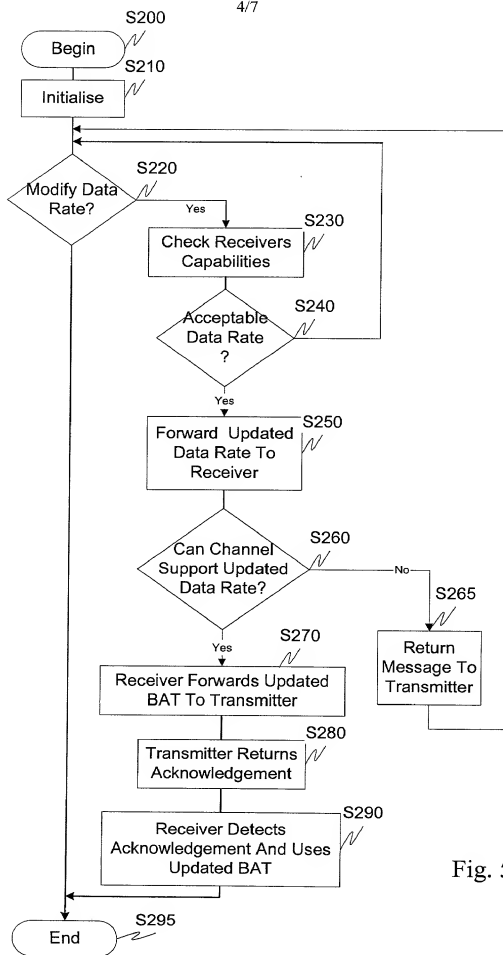 4/7
S200
Begin
S210
Initialise
S220
Modify Data
Rate?
Yes
S230
Check Receivers
Capabilities
S240
Acceptable
Data Rate
?
Yes
S250
Forward Updated
Data Rate To
Receiver
S260
Can Channel
Support Updated
Data Rate?
No
S265
Return
Message To
Transmitter
Yes
S270
Receiver Forwards Updated
BAT To Transmitter
S280
Transmitter Returns
Acknowledgement
S290
Receiver Detects
Acknowledgement And Uses
Updated BAT
Fig.
S295
End